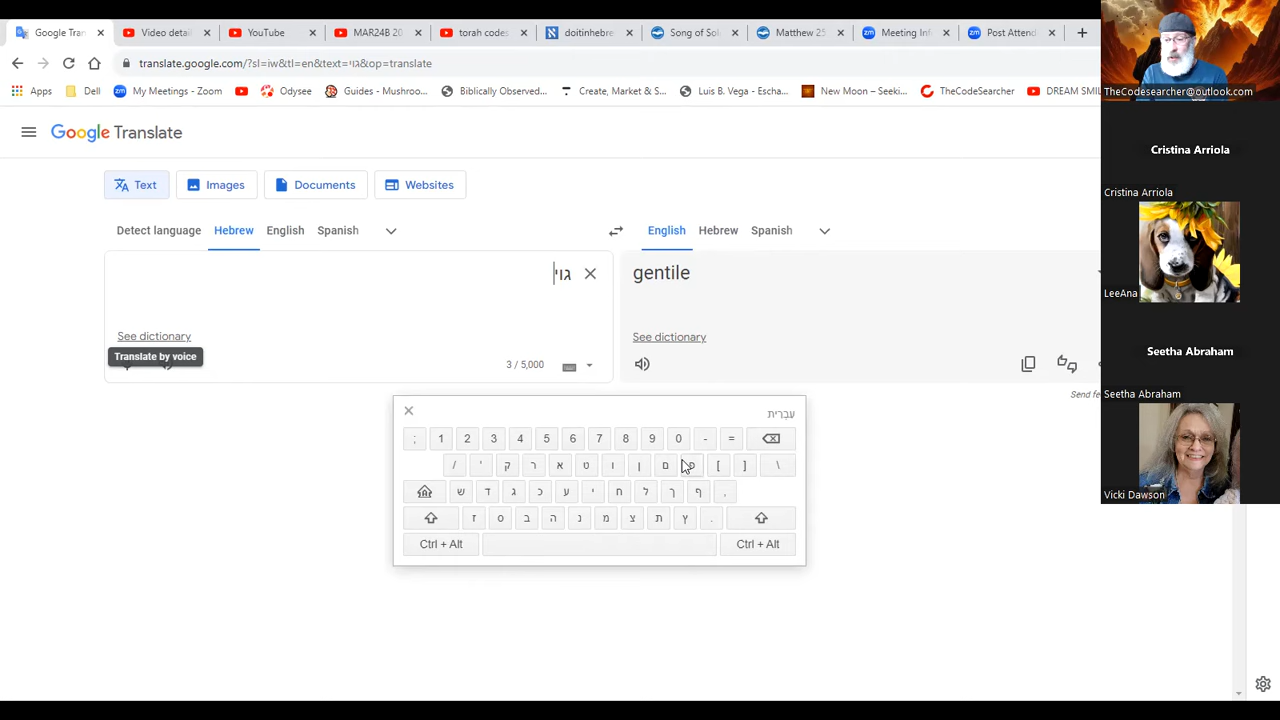 Google Tran
Video detai
YouTube
MAR24B 20
torah codes
doitinhebre
Song of Solo
Matthew 25
Meeting Inf
Post Attend
translate.google.com/?sl=iw&tl=en&text=גוי&op=translate
Apps
Dell
My Meetings - Zoom
Odysee
Guides - Mushroo...
Biblically Observed...
Create, Market & S...
Luis B. Vega - Escha...
New Moon – Seeki...
TheCodeSearcher
DREAM SMIL
TheCodesearcher@outlook.com
Google Translate
Text
Images
Documents
Websites
Detect language
Hebrew
English
Spanish
English
Hebrew
Spanish
גוי
gentile
See dictionary
See dictionary
Translate by voice
3 / 5,000
Send fe
עברית
; 1 2 3 4 5 6 7 8 9 0 - =
/ ' ק ר א ט ו ן ם פ [ ] \
ש ד ג כ ע י ח ל ך ף ,
ז ס ב ה נ מ צ ת ץ .
Ctrl + Alt
Ctrl + Alt
Cristina Arriola
Cristina Arriola
LeeAna
Seetha Abraham
Seetha Abraham
Vicki Dawson